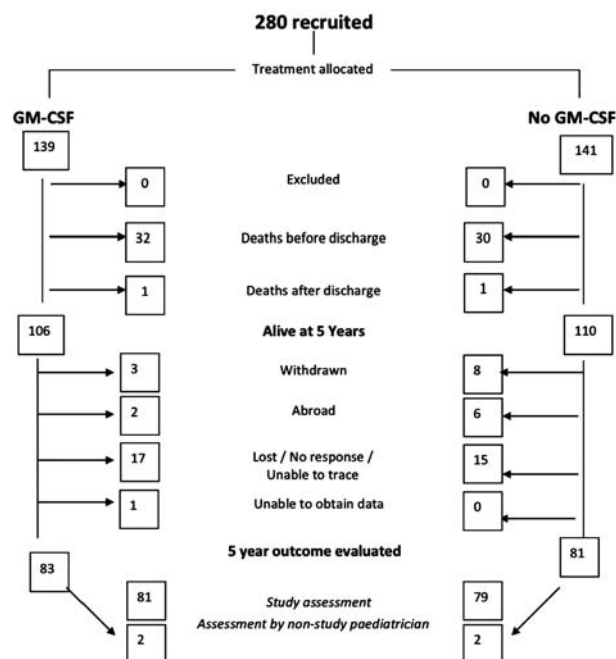 280 recruited
Treatment allocated
GM-CSF No GM-CSF
139 141
0 Excluded 0
32 Deaths before discharge 30
1 Deaths after discharge 1
106 Alive at 5 Years 110
3 Withdrawn 8
2 Abroad 6
17 Lost / No response / 15
Unable to trace
1 Unable to obtain data 0
83 5 year outcome evaluated 81
81 Study assessment 79
Assessment by non-study paediatrician
2 2